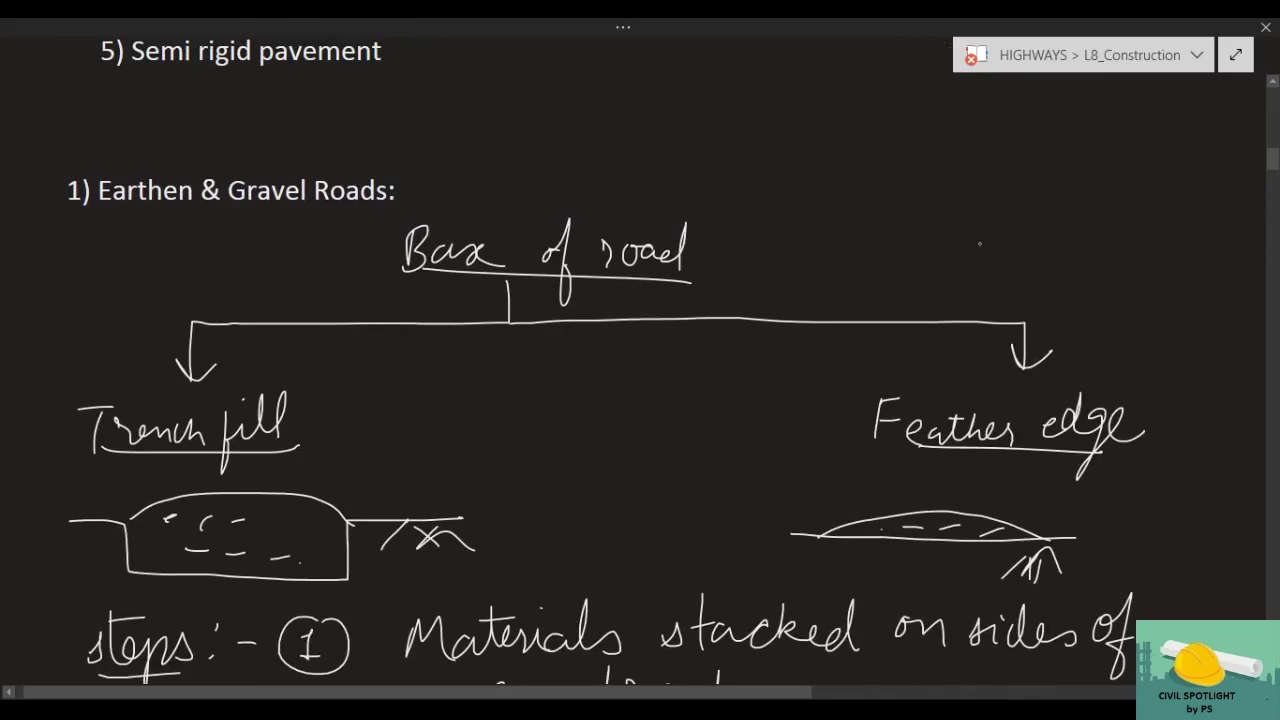 5) Semi rigid pavement
HIGHWAYS > L8_Construction
1) Earthen & Gravel Roads:
Base of road
Trench fill
Feather edge
steps :- 1 Materials stacked on sides of
CIVIL SPOTLIGHT
by PS